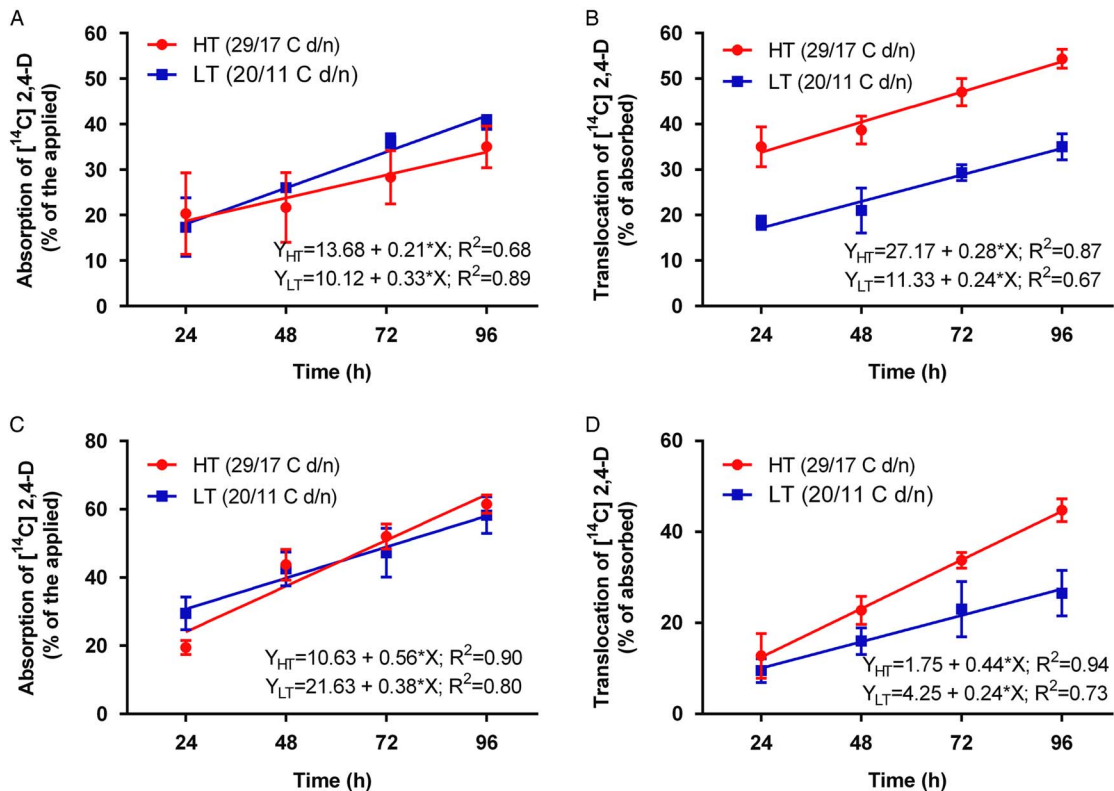 A
Absorption of [¹⁴C] 2,4-D
(% of the applied)
60
50
40
30
20
10
0
HT (29/17 C d/n)
LT (20/11 C d/n)
Y_HT=13.68 + 0.21*X; R²=0.68
Y_LT=10.12 + 0.33*X; R²=0.89
24 48 72 96
Time (h)
B
Translocation of [¹⁴C] 2,4-D
(% of absorbed)
60
50
40
30
20
10
0
HT (29/17 C d/n)
LT (20/11 C d/n)
Y_HT=27.17 + 0.28*X; R²=0.87
Y_LT=11.33 + 0.24*X; R²=0.67
24 48 72 96
Time (h)
C
Absorption of [¹⁴C] 2,4-D
(% of the applied)
80
60
40
20
0
HT (29/17 C d/n)
LT (20/11 C d/n)
Y_HT=10.63 + 0.56*X; R²=0.90
Y_LT=21.63 + 0.38*X; R²=0.80
24 48 72 96
Time (h)
D
Translocation of [¹⁴C] 2,4-D
(% of absorbed)
60
40
20
0
HT (29/17 C d/n)
LT (20/11 C d/n)
Y_HT=1.75 + 0.44*X; R²=0.94
Y_LT=4.25 + 0.24*X; R²=0.73
24 48 72 96
Time (h)